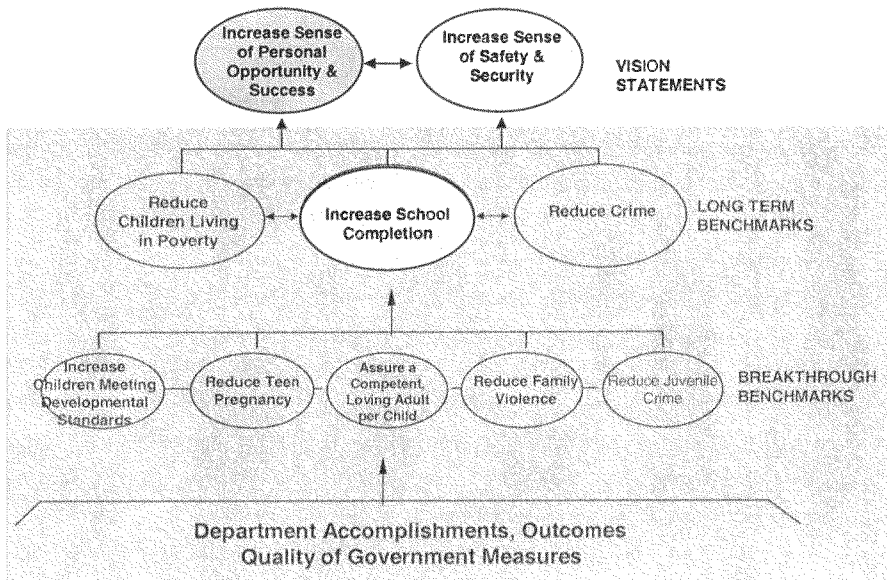 Increase Sense
of Personal
Opportunity &
Success
Increase Sense
of Safety &
Security
VISION
STATEMENTS
Reduce
Children Living
in Poverty
Increase School
Completion
Reduce Crime
LONG TERM
BENCHMARKS
Increase
Children Meeting
Developmental
Standards
Reduce Teen
Pregnancy
Assure a
Competent,
Loving Adult
per Child
Reduce Family
Violence
Reduce Juvenile
Crime
BREAKTHROUGH
BENCHMARKS
Department Accomplishments, Outcomes
Quality of Government Measures